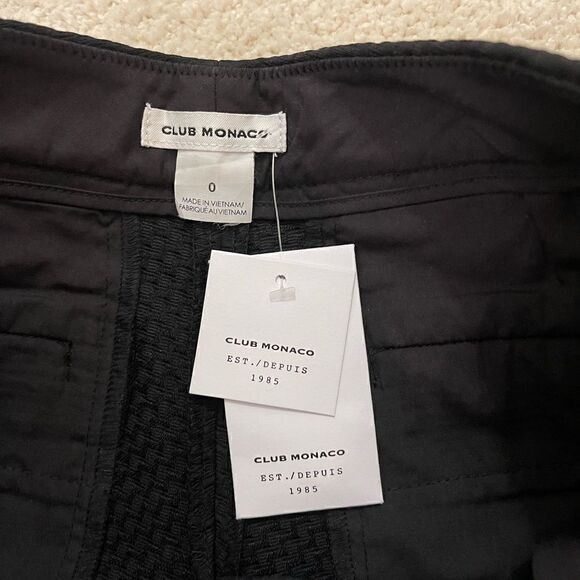 CLUB MONACO
0
MADE IN VIETNAM/
FABRIQUÉ AU VIETNAM
CLUB MONACO
EST./DEPUIS
1985
CLUB MONACO
EST./DEPUIS
1985